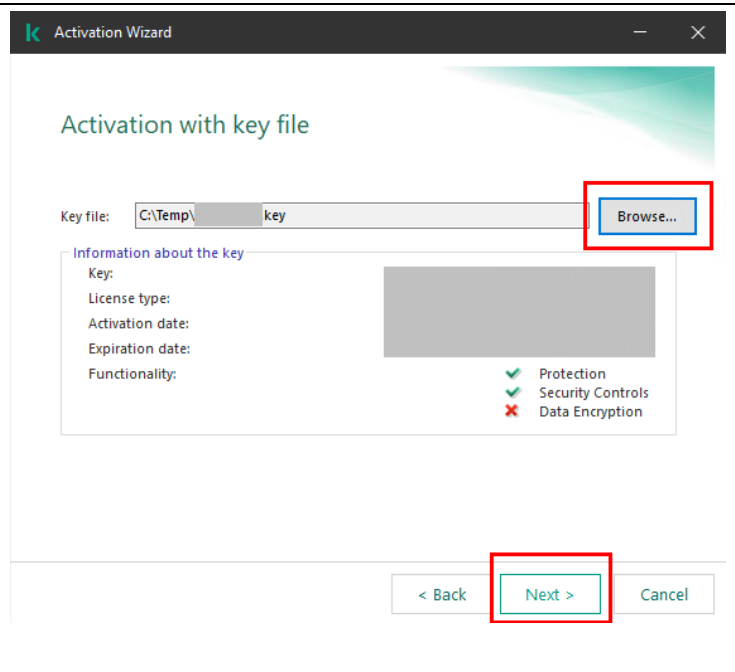 Activation Wizard
Activation with key file
Key file: C:\Temp\ key Browse...
Information about the key
Key:
License type:
Activation date:
Expiration date:
Functionality: Protection
Security Controls
Data Encryption
< Back Next > Cancel